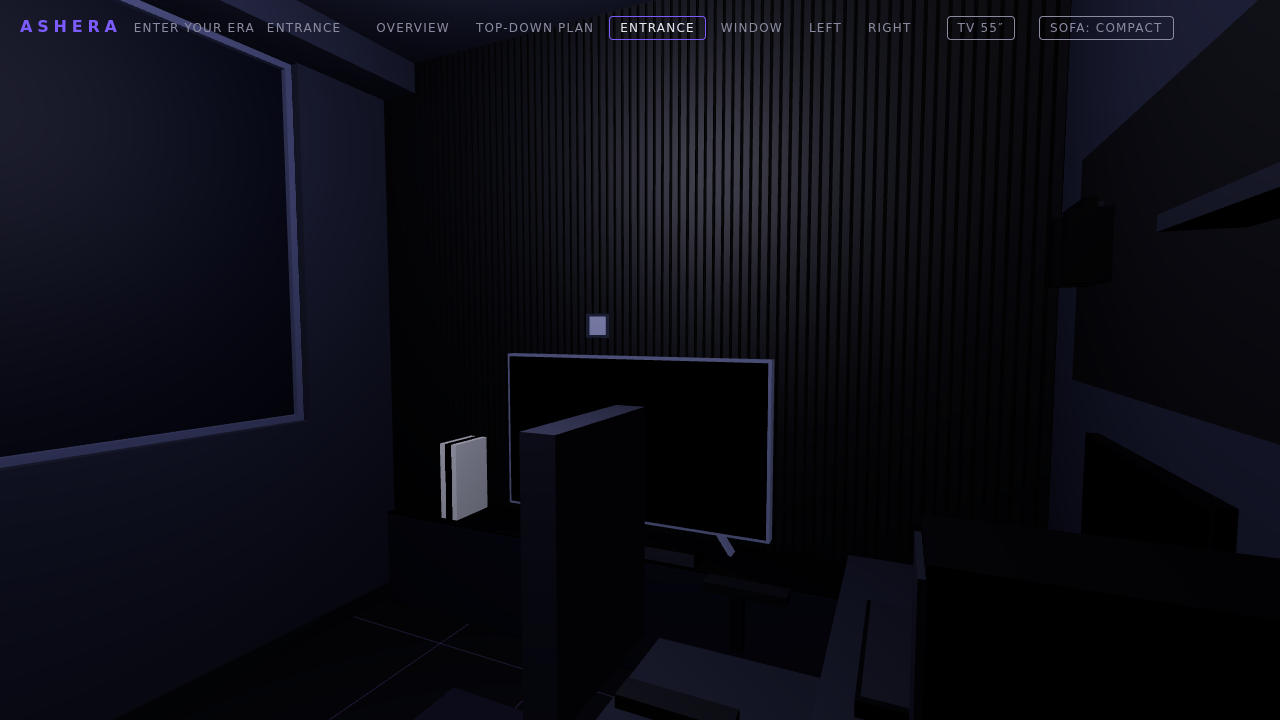 ASHERA ENTER YOUR ERA ENTRANCE OVERVIEW TOP-DOWN PLAN ENTRANCE WINDOW LEFT RIGHT TV 55″ SOFA: COMPACT